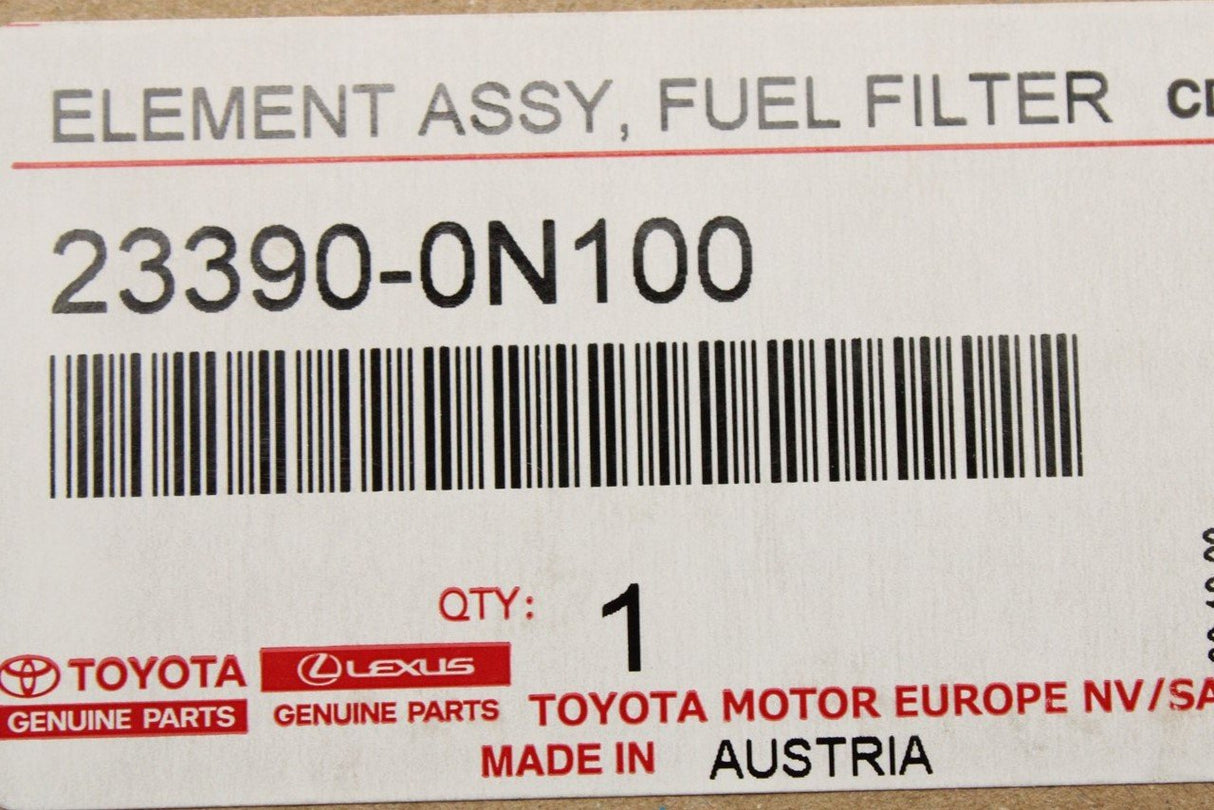 ELEMENT ASSY, FUEL FILTER CD
23390-0N100
QTY: 1
TOYOTA
GENUINE PARTS
LEXUS
GENUINE PARTS
TOYOTA MOTOR EUROPE NV/SA
MADE IN AUSTRIA